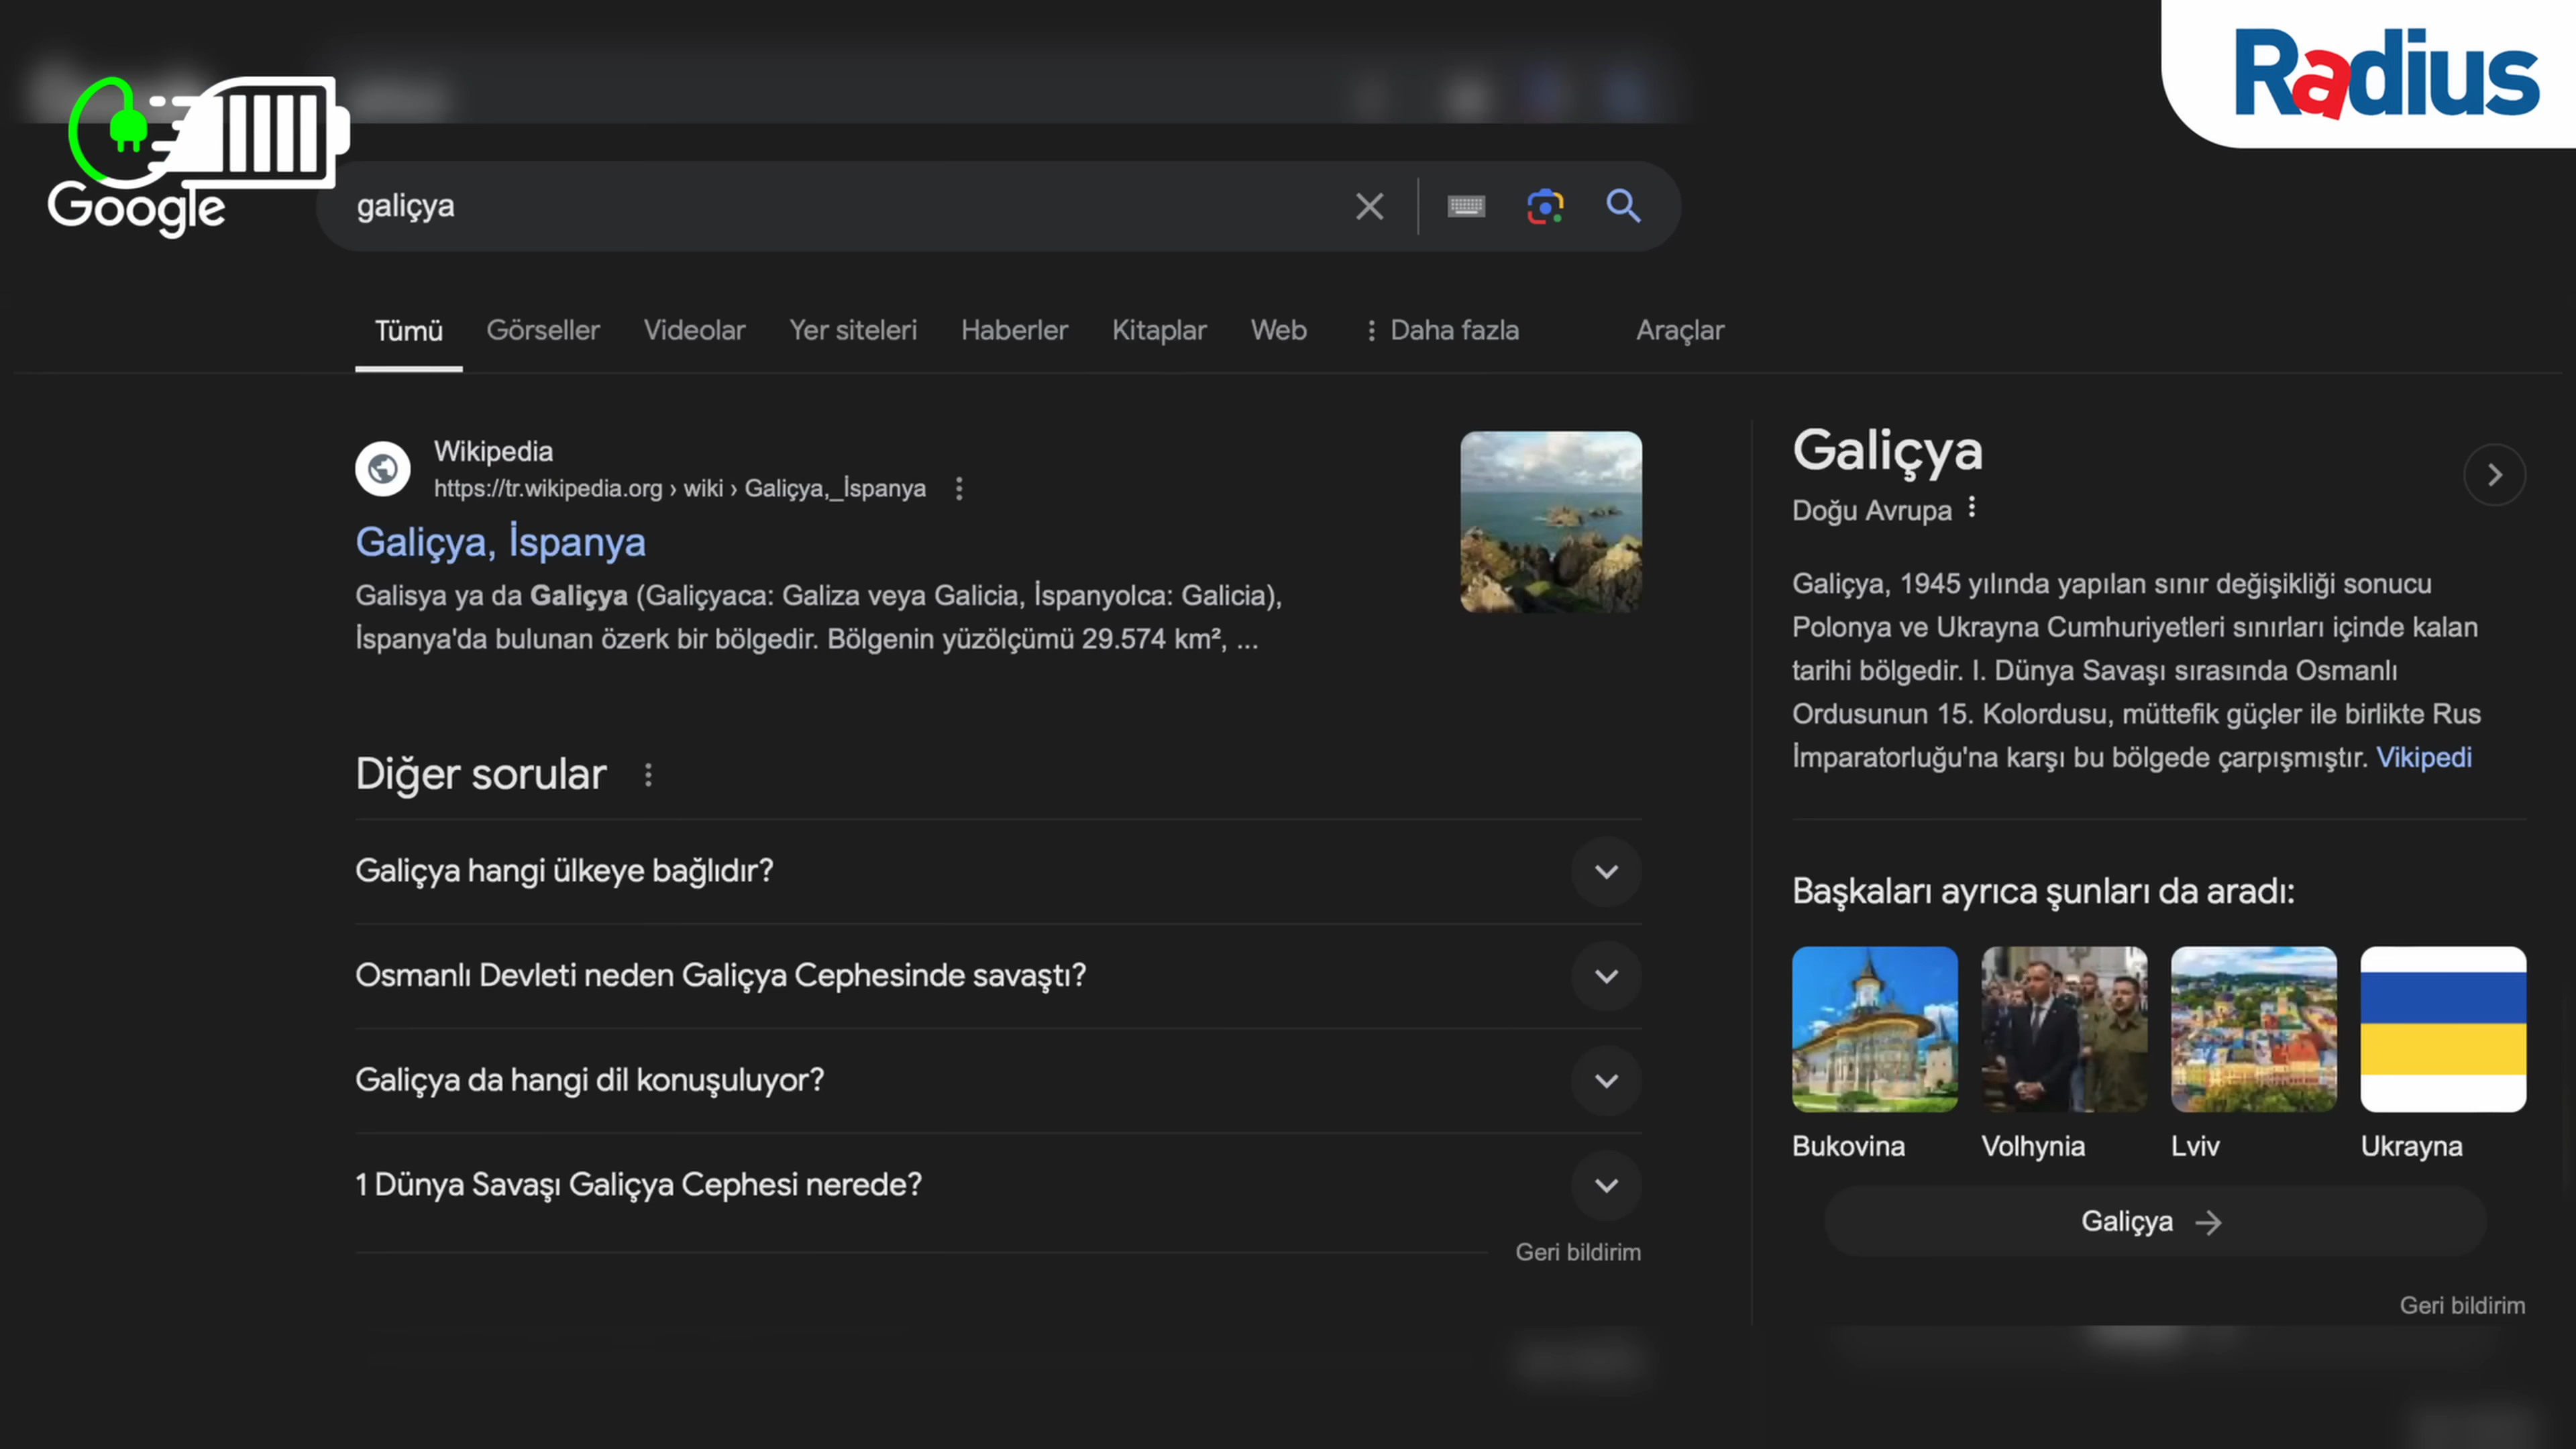 Radius
Google
galiçya
Tümü
Görseller
Videolar
Yer siteleri
Haberler
Kitaplar
Web
Daha fazla
Araçlar
Wikipedia
https://tr.wikipedia.org › wiki › Galiçya,_İspanya
Galiçya, İspanya
Galisya ya da Galiçya (Galiçyaca: Galiza veya Galicia, İspanyolca: Galicia),
İspanya'da bulunan özerk bir bölgedir. Bölgenin yüzölçümü 29.574 km², ...
Diğer sorular
Galiçya hangi ülkeye bağlıdır?
Osmanlı Devleti neden Galiçya Cephesinde savaştı?
Galiçya da hangi dil konuşuluyor?
1 Dünya Savaşı Galiçya Cephesi nerede?
Geri bildirim
Galiçya
Doğu Avrupa
Galiçya, 1945 yılında yapılan sınır değişikliği sonucu
Polonya ve Ukrayna Cumhuriyetleri sınırları içinde kalan
tarihi bölgedir. I. Dünya Savaşı sırasında Osmanlı
Ordusunun 15. Kolordusu, müttefik güçler ile birlikte Rus
İmparatorluğu'na karşı bu bölgede çarpışmıştır. Vikipedi
Başkaları ayrıca şunları da aradı:
Bukovina
Volhynia
Lviv
Ukrayna
Galiçya
Geri bildirim